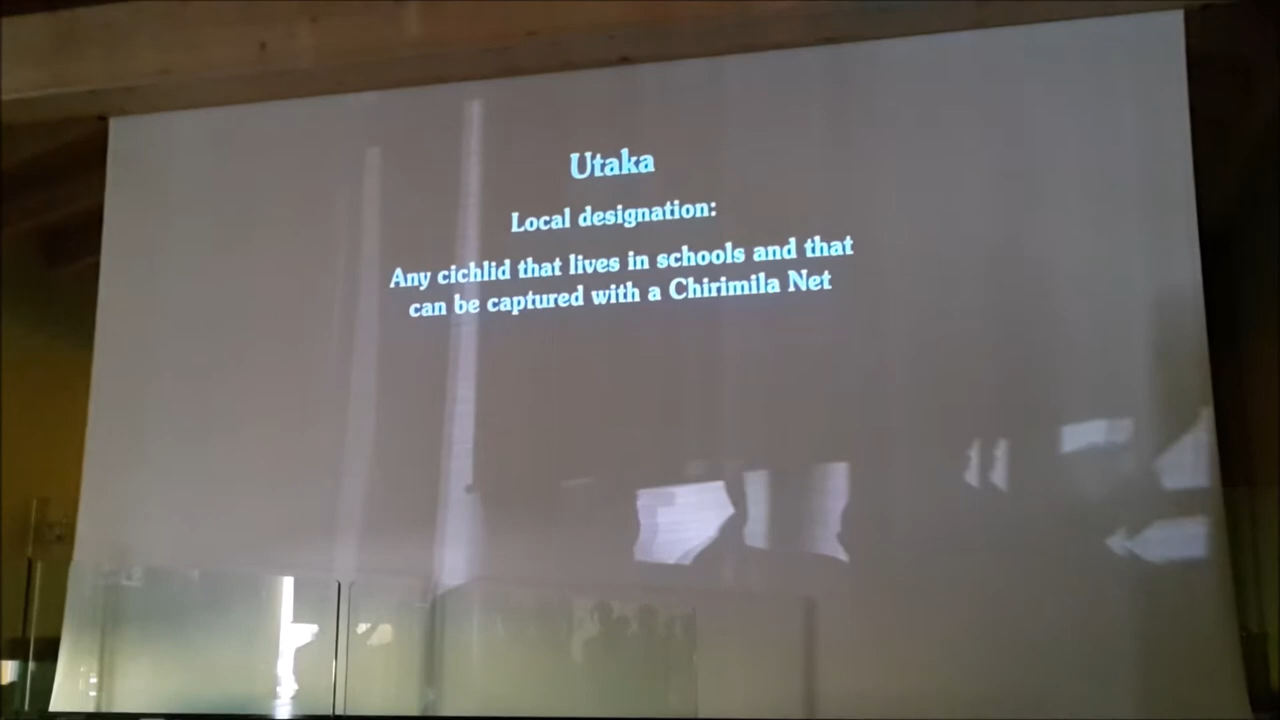 Utaka
Local designation:
Any cichlid that lives in schools and that
can be captured with a Chirimila Net